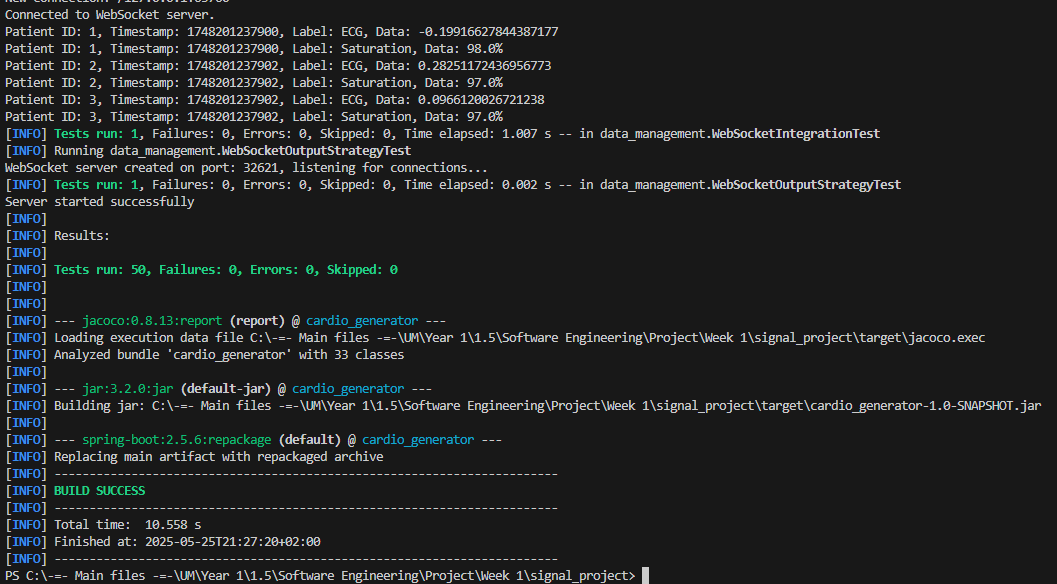 Connected to WebSocket server.
Patient ID: 1, Timestamp: 1748201237900, Label: ECG, Data: -0.19916627844387177
Patient ID: 1, Timestamp: 1748201237900, Label: Saturation, Data: 98.0%
Patient ID: 2, Timestamp: 1748201237902, Label: ECG, Data: 0.28251172436956773
Patient ID: 2, Timestamp: 1748201237902, Label: Saturation, Data: 97.0%
Patient ID: 3, Timestamp: 1748201237902, Label: ECG, Data: 0.0966120026721238
Patient ID: 3, Timestamp: 1748201237902, Label: Saturation, Data: 97.0%
[INFO] Tests run: 1, Failures: 0, Errors: 0, Skipped: 0, Time elapsed: 1.007 s -- in data_management.WebSocketIntegrationTest
[INFO] Running data_management.WebSocketOutputStrategyTest
WebSocket server created on port: 32621, listening for connections...
[INFO] Tests run: 1, Failures: 0, Errors: 0, Skipped: 0, Time elapsed: 0.002 s -- in data_management.WebSocketOutputStrategyTest
Server started successfully
[INFO]
[INFO] Results:
[INFO]
[INFO] Tests run: 50, Failures: 0, Errors: 0, Skipped: 0
[INFO]
[INFO]
[INFO] --- jacoco:0.8.13:report (report) @ cardio_generator ---
[INFO] Loading execution data file C:\-=- Main files -=-\UM\Year 1\1.5\Software Engineering\Project\Week 1\signal_project\target\jacoco.exec
[INFO] Analyzed bundle 'cardio_generator' with 33 classes
[INFO]
[INFO] --- jar:3.2.0:jar (default-jar) @ cardio_generator ---
[INFO] Building jar: C:\-=- Main files -=-\UM\Year 1\1.5\Software Engineering\Project\Week 1\signal_project\target\cardio_generator-1.0-SNAPSHOT.jar
[INFO]
[INFO] --- spring-boot:2.5.6:repackage (default) @ cardio_generator ---
[INFO] Replacing main artifact with repackaged archive
[INFO] ------------------------------------------------------------------------
[INFO] BUILD SUCCESS
[INFO] ------------------------------------------------------------------------
[INFO] Total time:  10.558 s
[INFO] Finished at: 2025-05-25T21:27:20+02:00
[INFO] ------------------------------------------------------------------------
PS C:\-=- Main files -=-\UM\Year 1\1.5\Software Engineering\Project\Week 1\signal_project>